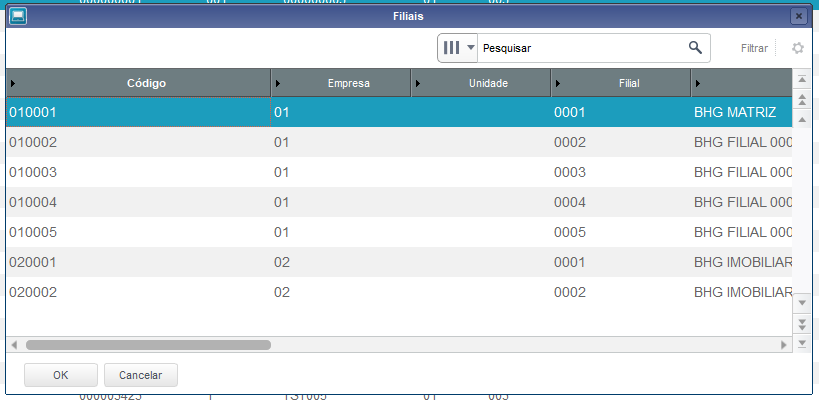 Filiais
Pesquisar Filtrar
Código Empresa Unidade Filial
010001 01 0001 BHG MATRIZ
010002 01 0002 BHG FILIAL 000
010003 01 0003 BHG FILIAL 000
010004 01 0004 BHG FILIAL 000
010005 01 0005 BHG FILIAL 000
020001 02 0001 BHG IMOBILIAR
020002 02 0002 BHG IMOBILIAR
OK Cancelar